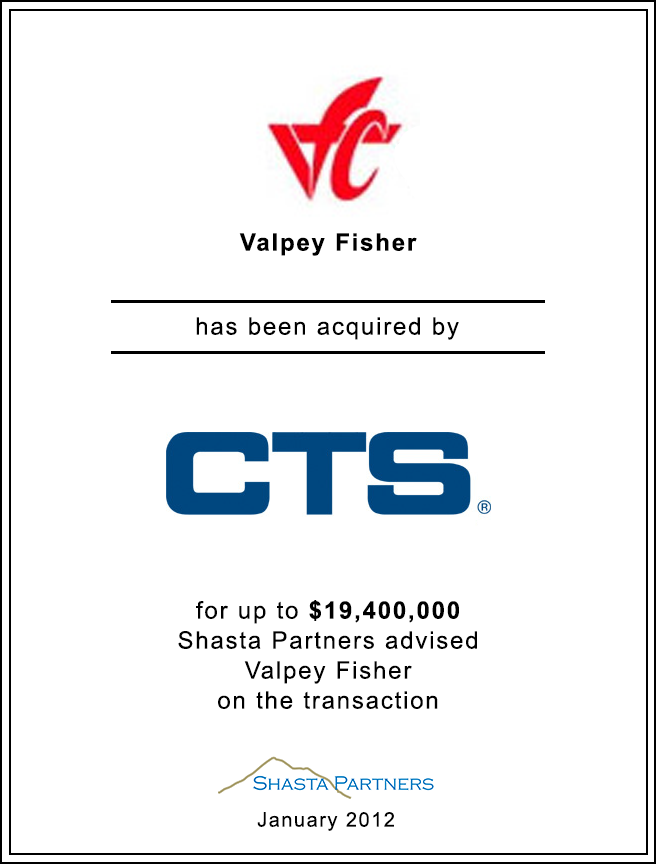 VFC
Valpey Fisher
has been acquired by
CTS®
for up to $19,400,000
Shasta Partners advised
Valpey Fisher
on the transaction
SHASTA PARTNERS
January 2012